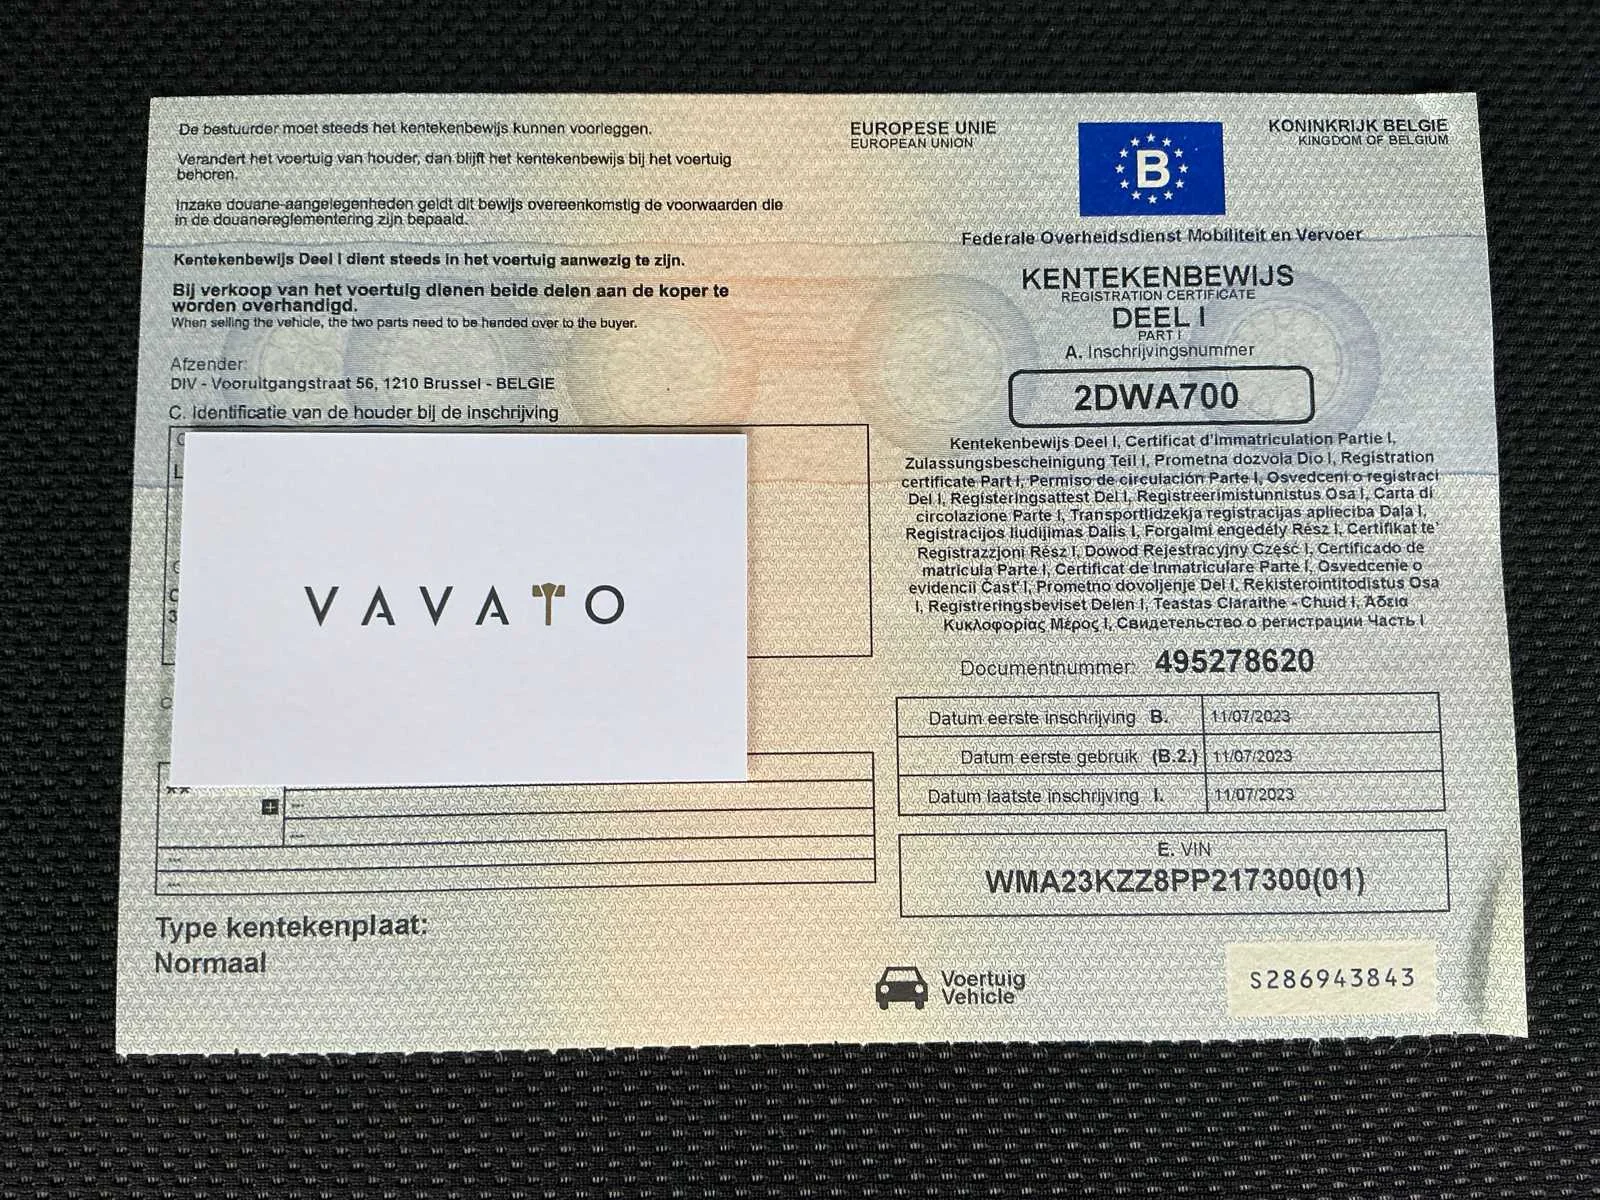 De bestuurder moet steeds het kentekenbewijs kunnen voorleggen.
Verandert het voertuig van houder, dan blijft het kentekenbewijs bij het voertuig
behoren.
Inzake douane-aangelegenheden geldt dit bewijs overeenkomstig de voorwaarden die
in de douanereglementering zijn bepaald.
Kentekenbewijs Deel I dient steeds in het voertuig aanwezig te zijn.
Bij verkoop van het voertuig dienen beide delen aan de koper te
worden overhandigd.
When selling the vehicle, the two parts need to be handed over to the buyer.
Afzender:
DIV - Vooruitgangstraat 56, 1210 Brussel - BELGIE
C. Identificatie van de houder bij de inschrijving
VAVATO
**
---
---
---
---
Type kentekenplaat:
Normaal
EUROPESE UNIE
EUROPEAN UNION
B
KONINKRIJK BELGIE
KINGDOM OF BELGIUM
Federale Overheidsdienst Mobiliteit en Vervoer
KENTEKENBEWIJS
REGISTRATION CERTIFICATE
DEEL I
PART I
A. Inschrijvingsnummer
2DWA700
Kentekenbewijs Deel I, Certificat d'immatriculation Partie I,
Zulassungsbescheinigung Teil I, Prometna dozvola Dio I, Registration
certificate Part I, Permiso de circulación Parte I, Osvedceni o registraci
Del I, Registeringsattest Del I, Registreerimistunnistus Osa I, Carta di
circolazione Parte I, Transportlidzekja registracijas aplieciba Dala I,
Registracijos liudijimas Dalis I, Forgalmi engedély Rész I, Certifikat te'
Registrazzjoni Rész I, Dowod Rejestracyjny Część I, Certificado de
matricula Parte I, Certificat de Inmatriculare Parte I, Osvedcenie o
evidencii Čast' I, Prometno dovoljenje Del I, Rekisterointitodistus Osa
I, Registreringsbeviset Delen I, Teastas Claraithe - Chuid I, Άδεια
Κυκλοφορίας Μέρος I, Свидетельство о регистрации Часть I
Documentnummer: 495278620
Datum eerste inschrijving B. 11/07/2023
Datum eerste gebruik (B.2.) 11/07/2023
Datum laatste inschrijving I. 11/07/2023
E. VIN
WMA23KZZ8PP217300(01)
Voertuig
Vehicle
S286943843